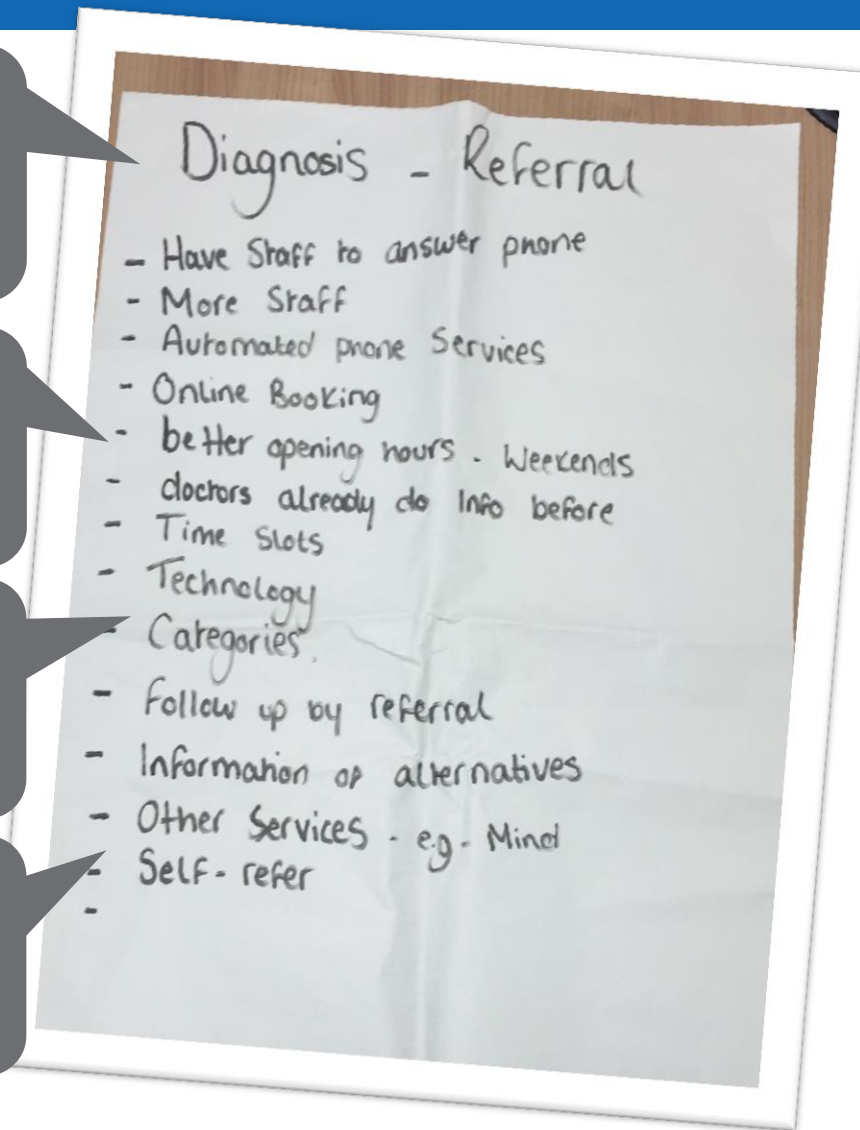 Diagnosis - Referral
- Have Staff to answer phone
- More Staff
- Automated phone Services
- Online Booking
- better opening hours - Weekends
- doctors already do Info before
- Time Slots
- Technology
- Categories.
- Follow up by referral
- Information of alternatives
- Other Services - e.g - Mind
- Self - refer
-